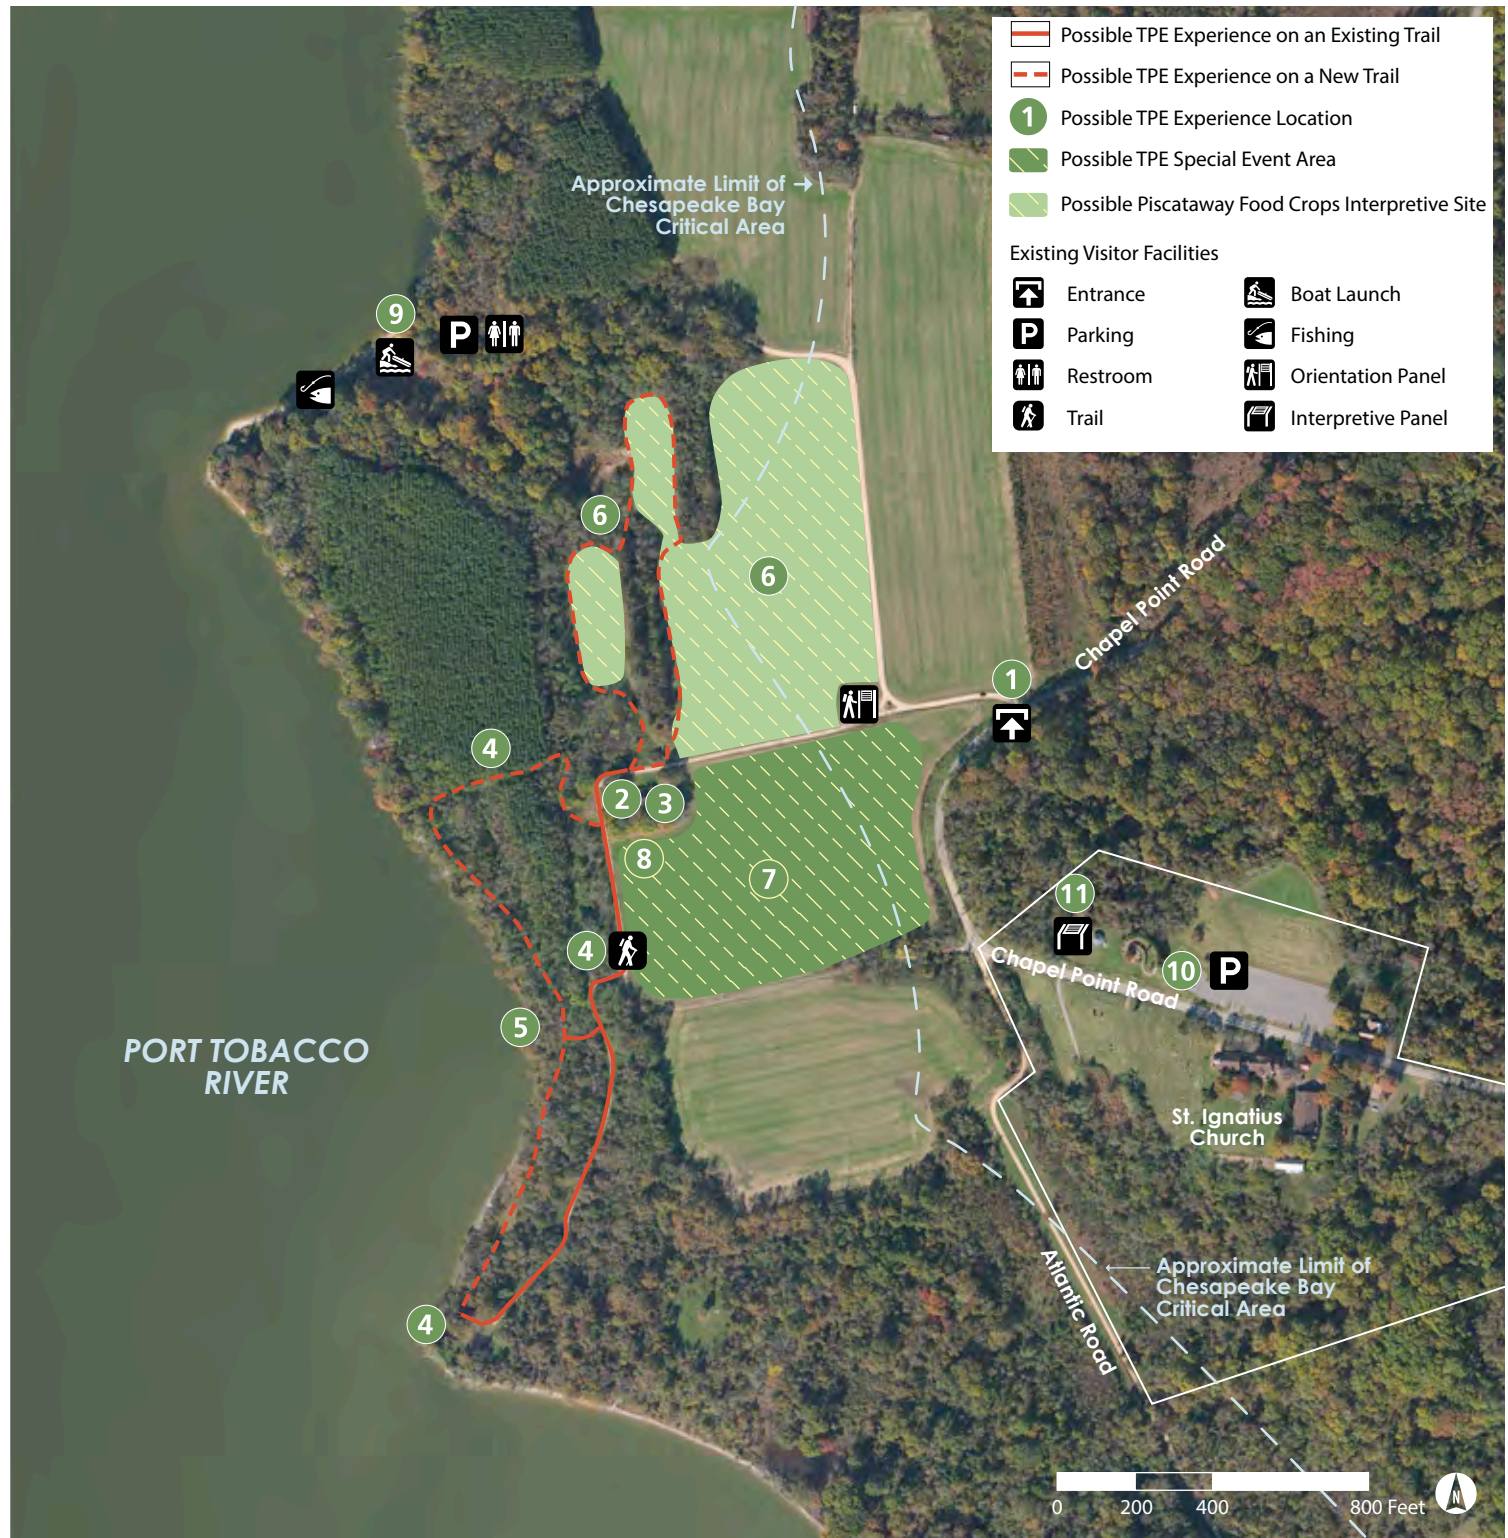 Possible TPE Experience on an Existing Trail
Possible TPE Experience on a New Trail
1 Possible TPE Experience Location
Possible TPE Special Event Area
Possible Piscataway Food Crops Interpretive Site
Existing Visitor Facilities
Entrance
Boat Launch
P Parking
Fishing
Restroom
Orientation Panel
Trail
Interpretive Panel
Approximate Limit of
Chesapeake Bay
Critical Area
9
P
6
6
Chapel Point Road
1
4
2
3
8
7
11
4
Chapel Point Road
10
P
5
PORT TOBACCO
RIVER
St. Ignatius
Church
Atlantic Road
Approximate Limit of
Chesapeake Bay
Critical Area
4
0 200 400 800 Feet
N